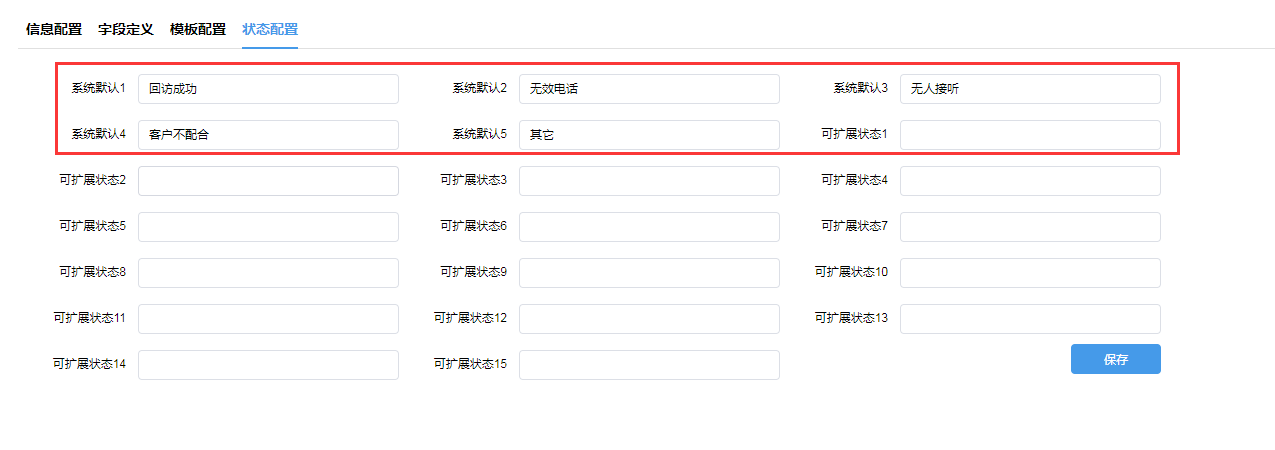 信息配置 字段定义 模板配置 状态配置
系统默认1 回访成功 系统默认2 无效电话 系统默认3 无人接听
系统默认4 客户不配合 系统默认5 其它 可扩展状态1
可扩展状态2 可扩展状态3 可扩展状态4
可扩展状态5 可扩展状态6 可扩展状态7
可扩展状态8 可扩展状态9 可扩展状态10
可扩展状态11 可扩展状态12 可扩展状态13
可扩展状态14 可扩展状态15 保存